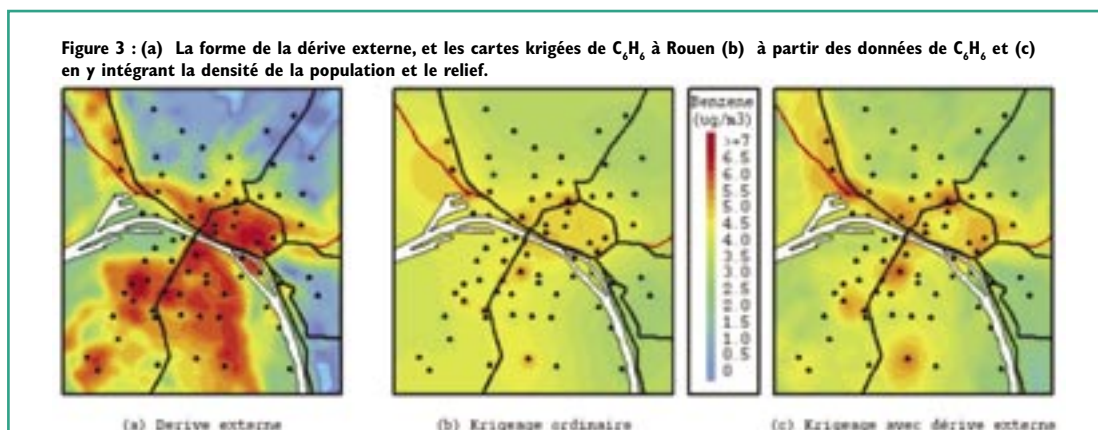 Figure 3 : (a) La forme de la dérive externe, et les cartes krigées de C₆H₆ à Rouen (b) à partir des données de C₆H₆ et (c)
en y intégrant la densité de la population et le relief.
Benzene
(ug/m3)
>=7
6.5
6.0
5.5
5.0
4.5
4.0
3.5
3.0
2.5
2.0
1.5
1.0
0.5
0
(a) Derive externe
(b) Krigeage ordinaire
(c) Krigeage avec dérive externe